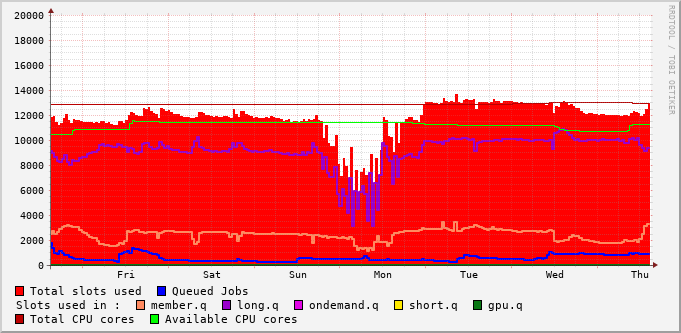 20000
18000
16000
14000
12000
10000
8000
6000
4000
2000
0
Fri Sat Sun Mon Tue Wed Thu
RRDTOOL / TOBI OETIKER
Total slots used Queued Jobs
Slots used in : member.q long.q ondemand.q short.q gpu.q
Total CPU cores Available CPU cores